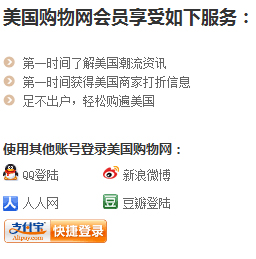 美国购物网会员享受如下服务：
第一时间了解美国潮流资讯
第一时间获得美国商家打折信息
足不出户，轻松购遍美国
使用其他账号登录美国购物网：
QQ登陆 新浪微博
人人网 豆瓣登陆
支付宝 Alipay.com 快捷登录